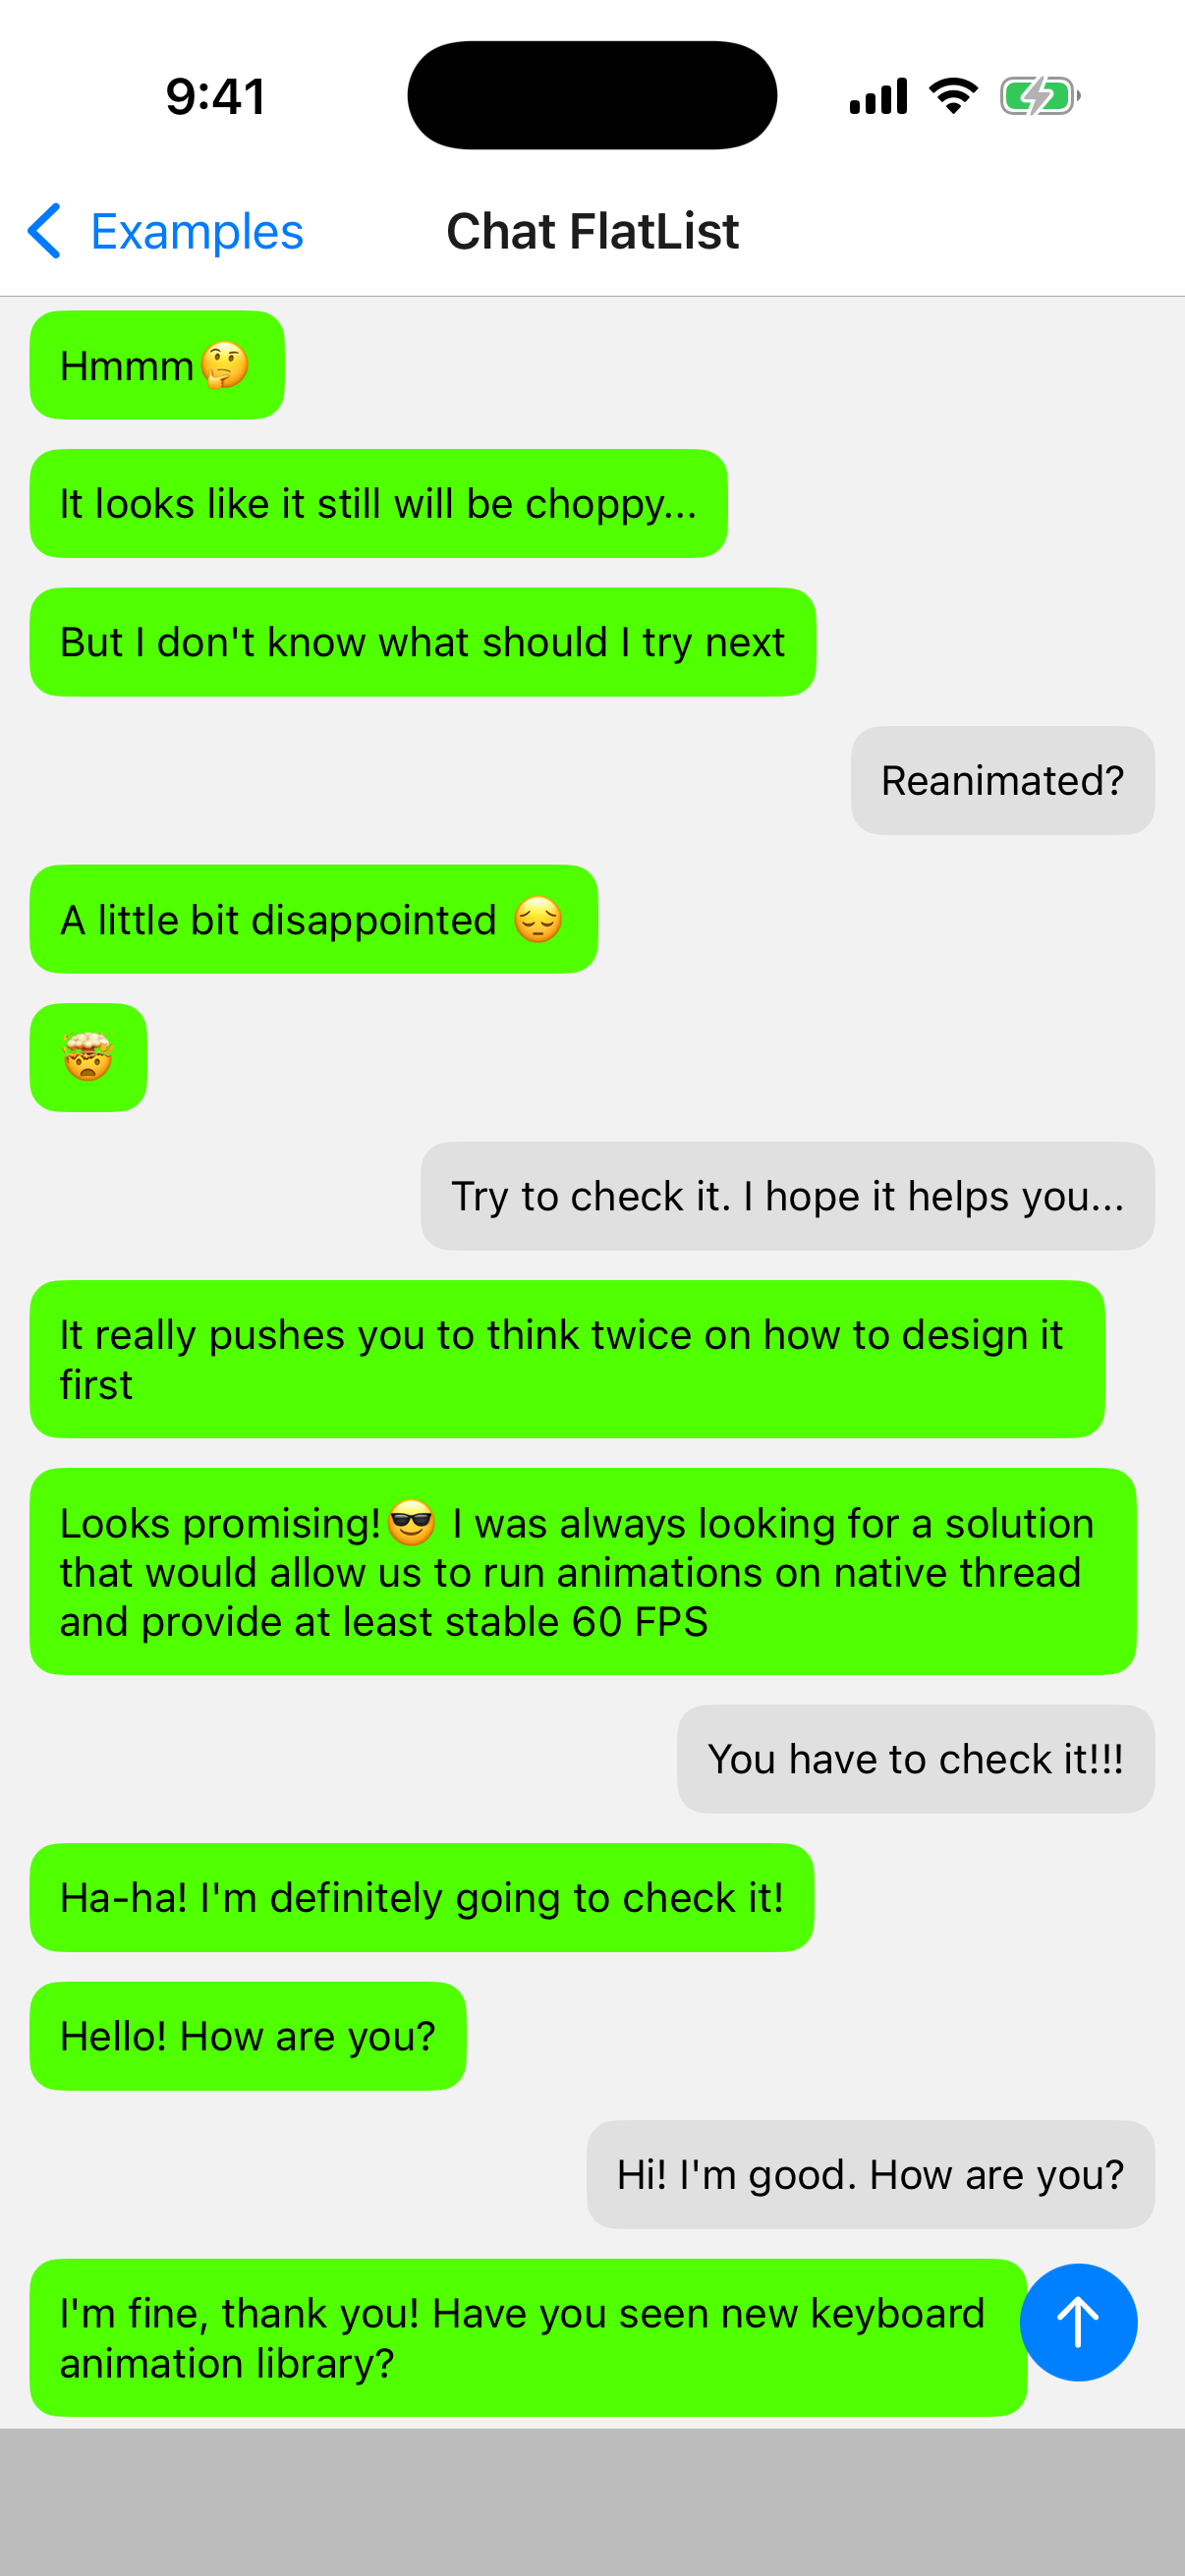 9:41
Examples
Chat FlatList
Hmmm🤔
It looks like it still will be choppy...
But I don't know what should I try next
Reanimated?
A little bit disappointed 😔
🤯
Try to check it. I hope it helps you...
It really pushes you to think twice on how to design it
first
Looks promising!😎 I was always looking for a solution
that would allow us to run animations on native thread
and provide at least stable 60 FPS
You have to check it!!!
Ha-ha! I'm definitely going to check it!
Hello! How are you?
Hi! I'm good. How are you?
I'm fine, thank you! Have you seen new keyboard
animation library?